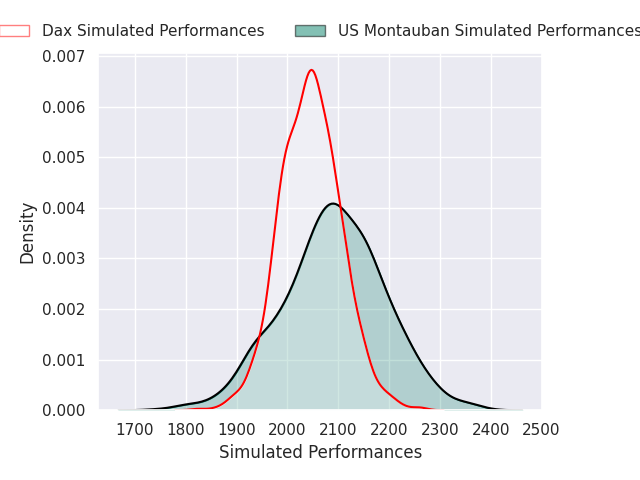 Dax Simulated Performances
US Montauban Simulated Performances
0.007
0.006
0.005
0.004
0.003
0.002
0.001
0.000
Density
1700 1800 1900 2000 2100 2200 2300 2400 2500
Simulated Performances